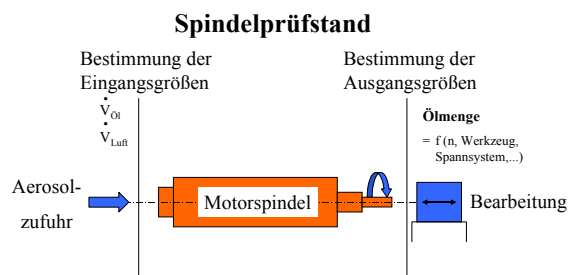 Spindelprüfstand
Bestimmung der
Eingangsgrößen
Bestimmung der
Ausgangsgrößen
V̇Öl
V̇Luft
Ölmenge
= f (n, Werkzeug,
Spannsystem,...)
Aerosol-
zufuhr
Motorspindel
Bearbeitung